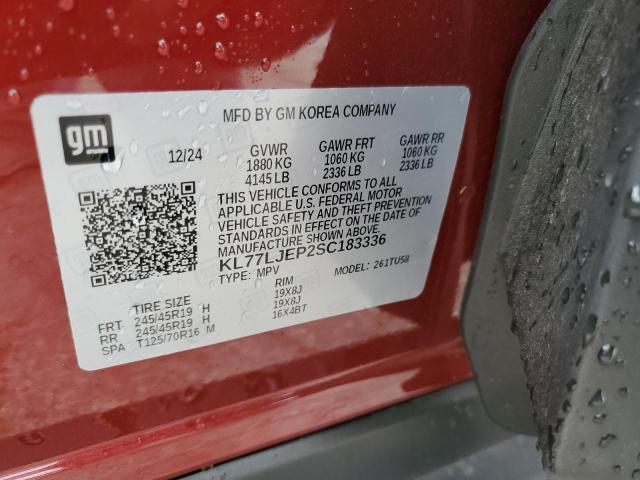 gm
MFD BY GM KOREA COMPANY
12/24 GVWR GAWR FRT GAWR RR
1880 KG 1060 KG 1060 KG
4145 LB 2336 LB 2336 LB
THIS VEHICLE CONFORMS TO ALL
APPLICABLE U.S. FEDERAL MOTOR
VEHICLE SAFETY AND THEFT PREVENTION
STANDARDS IN EFFECT ON THE DATE OF
MANUFACTURE SHOWN ABOVE.
KL77LJEP2SC183336
TYPE: MPV MODEL: 261TU58
TIRE SIZE RIM
FRT 245/45R19 H 19X8J
RR 245/45R19 H 19X8J
SPA T125/70R16 M 16X4BT